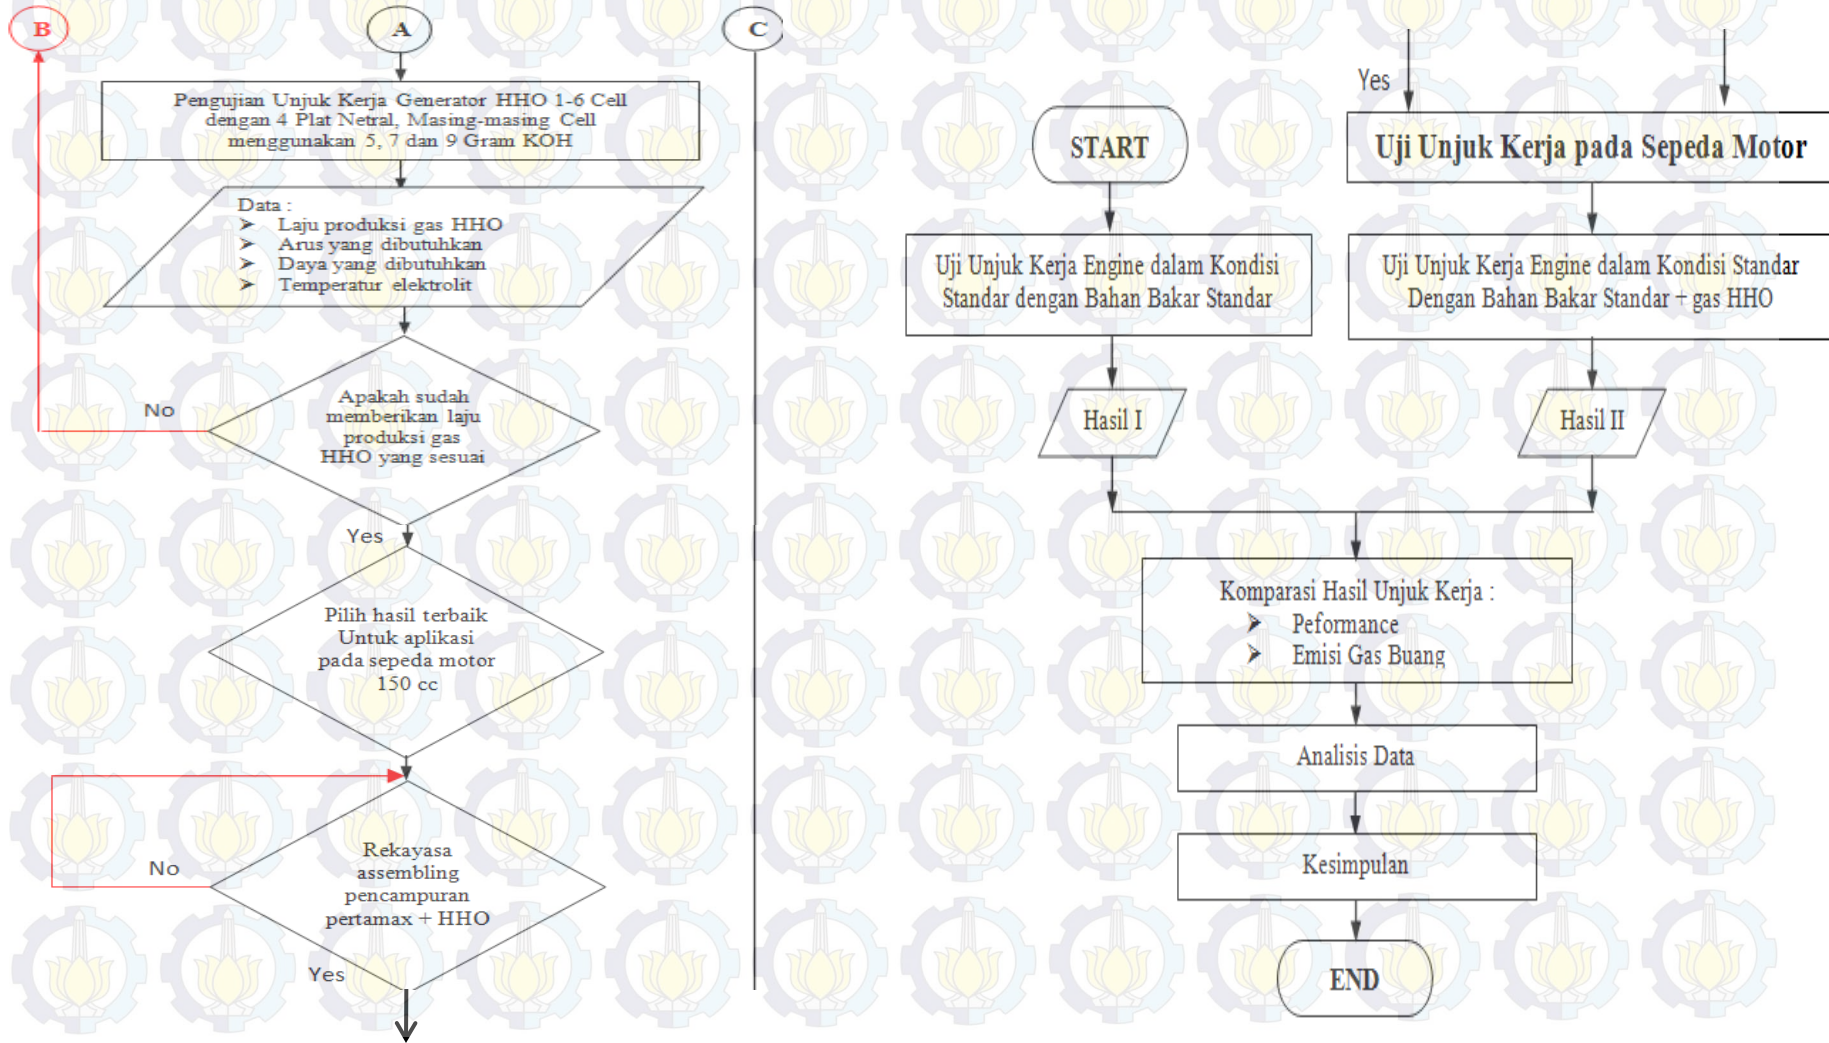 B
A
C
Pengujian Unjuk Kerja Generator HHO 1-6 Cell
dengan 4 Plat Netral, Masing-masing Cell
menggunakan 5, 7 dan 9 Gram KOH
Data :
➤ Laju produksi gas HHO
➤ Arus yang dibutuhkan
➤ Daya yang dibutuhkan
➤ Temperatur elektrolit
Apakah sudah
memberikan laju
produksi gas
HHO yang sesuai
No
Yes
Pilih hasil terbaik
Untuk aplikasi
pada sepeda motor
150 cc
Rekayasa
assembling
pencampuran
pertamax + HHO
No
Yes
START
Uji Unjuk Kerja Engine dalam Kondisi
Standar dengan Bahan Bakar Standar
Hasil I
Yes
Uji Unjuk Kerja pada Sepeda Motor
Uji Unjuk Kerja Engine dalam Kondisi Standar
Dengan Bahan Bakar Standar + gas HHO
Hasil II
Komparasi Hasil Unjuk Kerja :
➤ Peformance
➤ Emisi Gas Buang
Analisis Data
Kesimpulan
END